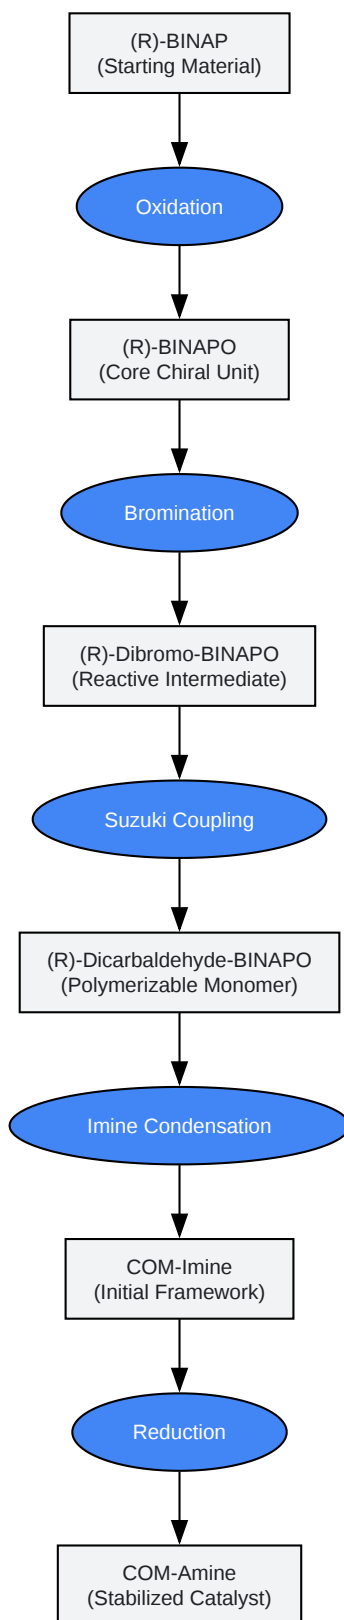 (R)-BINAP
(Starting Material)
Oxidation
(R)-BINAPO
(Core Chiral Unit)
Bromination
(R)-Dibromo-BINAPO
(Reactive Intermediate)
Suzuki Coupling
(R)-Dicarbaldehyde-BINAPO
(Polymerizable Monomer)
Imine Condensation
COM-Imine
(Initial Framework)
Reduction
COM-Amine
(Stabilized Catalyst)